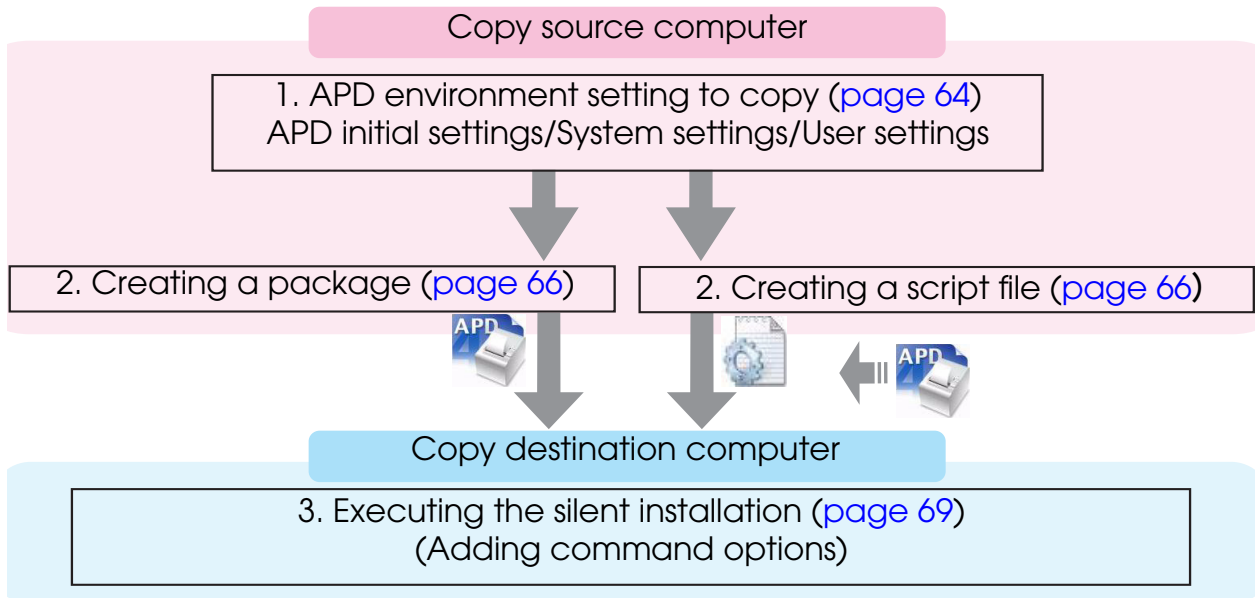 Copy source computer
1. APD environment setting to copy (page 64)
APD initial settings/System settings/User settings
2. Creating a package (page 66)
2. Creating a script file (page 66)
APD
4
APD
4
Copy destination computer
3. Executing the silent installation (page 69)
(Adding command options)